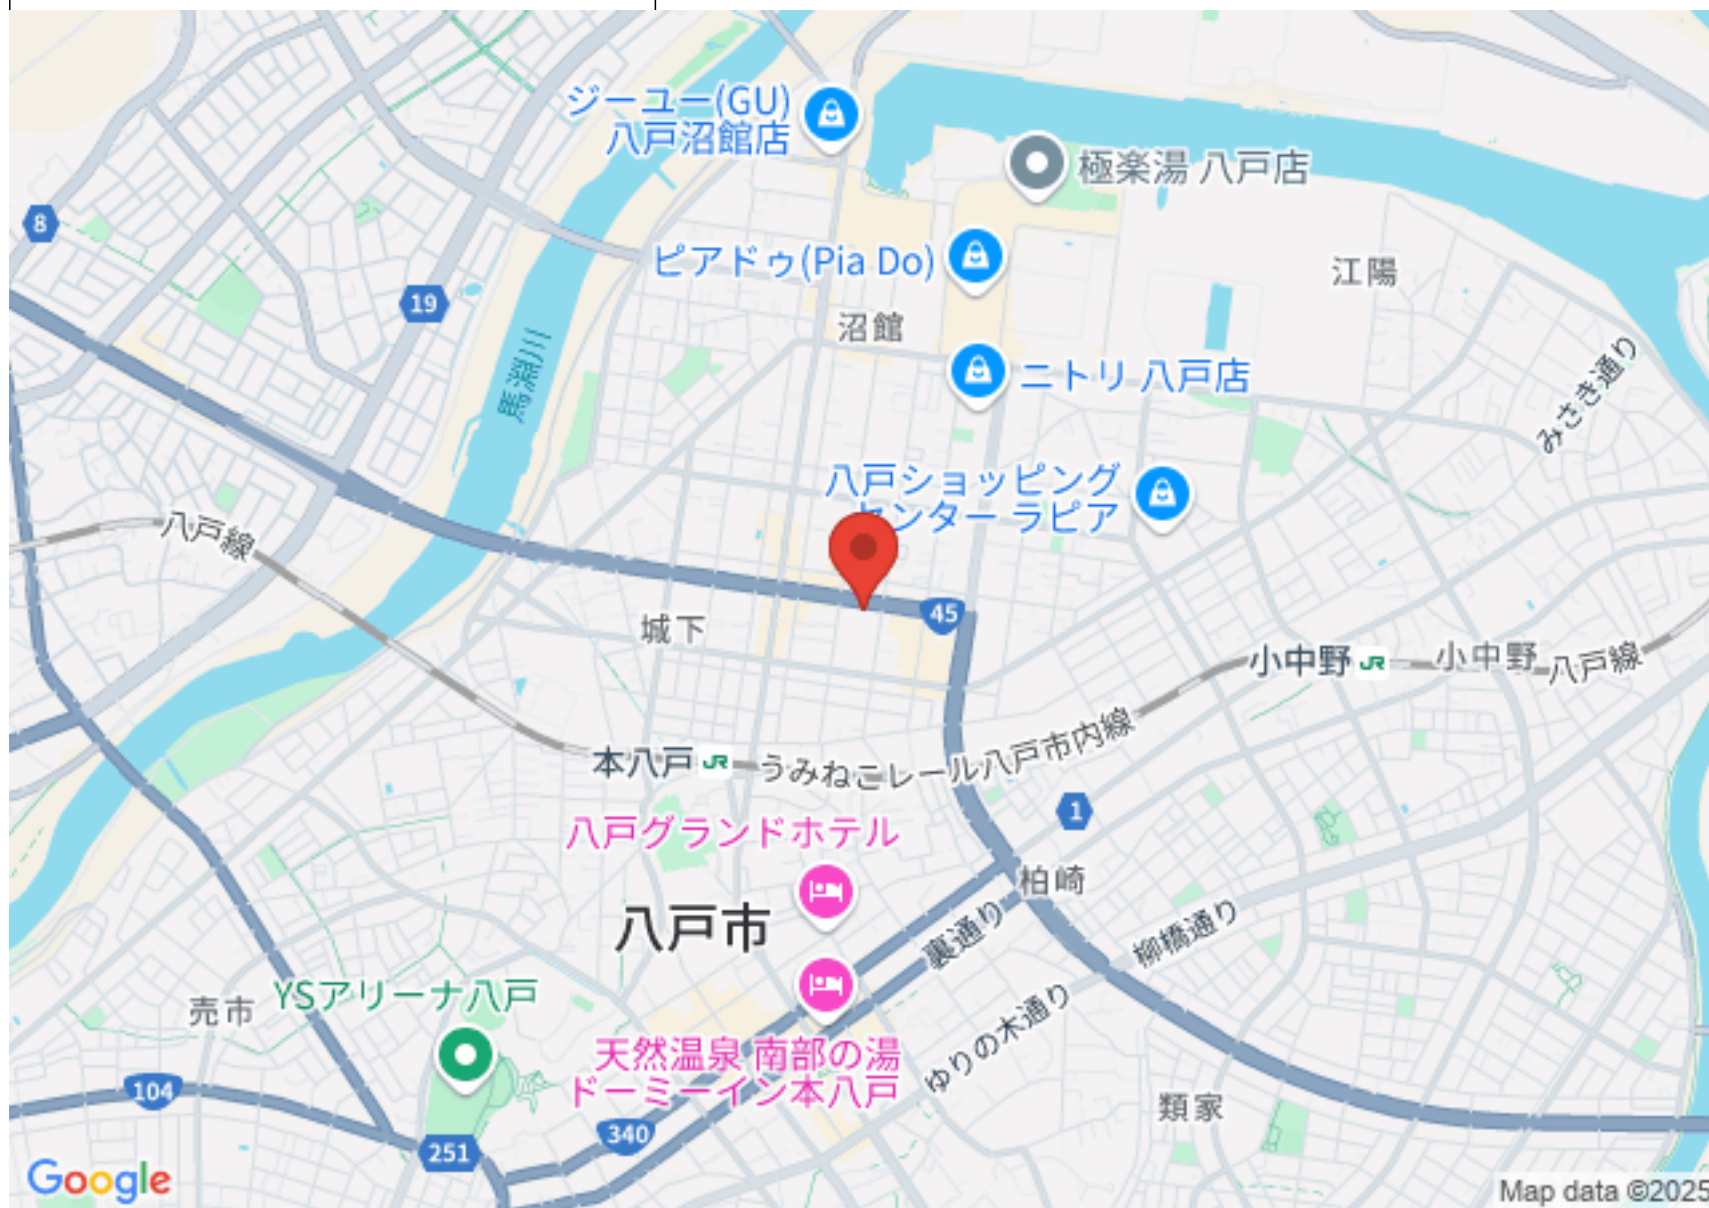 ジーユー(GU)
八戸沼館店
極楽湯 八戸店
8
ピアドゥ(Pia Do)
江陽
19
沼館
馬淵川
ニトリ 八戸店
みさき通り
八戸ショッピング
センター ラピア
八戸線
45
城下
小中野
小中野
八戸線
本八戸
うみねこレール八戸市内線
1
八戸グランドホテル
柏崎
八戸市
裏通り
柳橋通り
YSアリーナ八戸
売市
ゆりの木通り
天然温泉 南部の湯
ドーミーイン本八戸
104
類家
340
251
Google
Map data ©2025